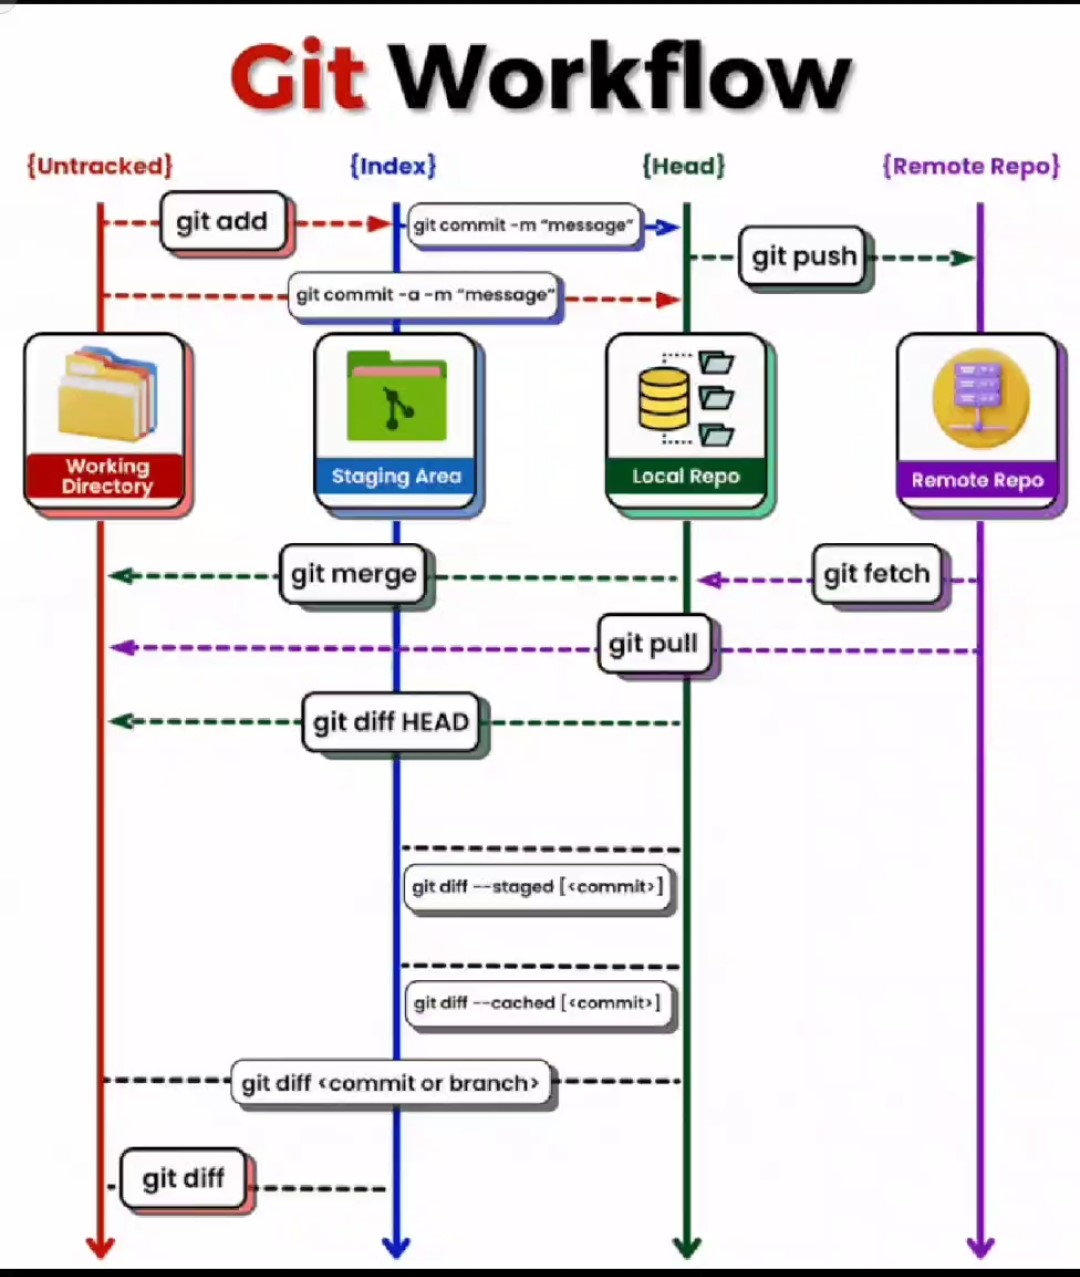 Git Workflow
{Untracked}
{Index}
{Head}
{Remote Repo}
git add
git commit -m “message”
git push
git commit -a -m “message”
Working
Directory
Staging Area
Local Repo
Remote Repo
git merge
git fetch
git pull
git diff HEAD
git diff --staged [<commit>]
git diff --cached [<commit>]
git diff <commit or branch>
git diff